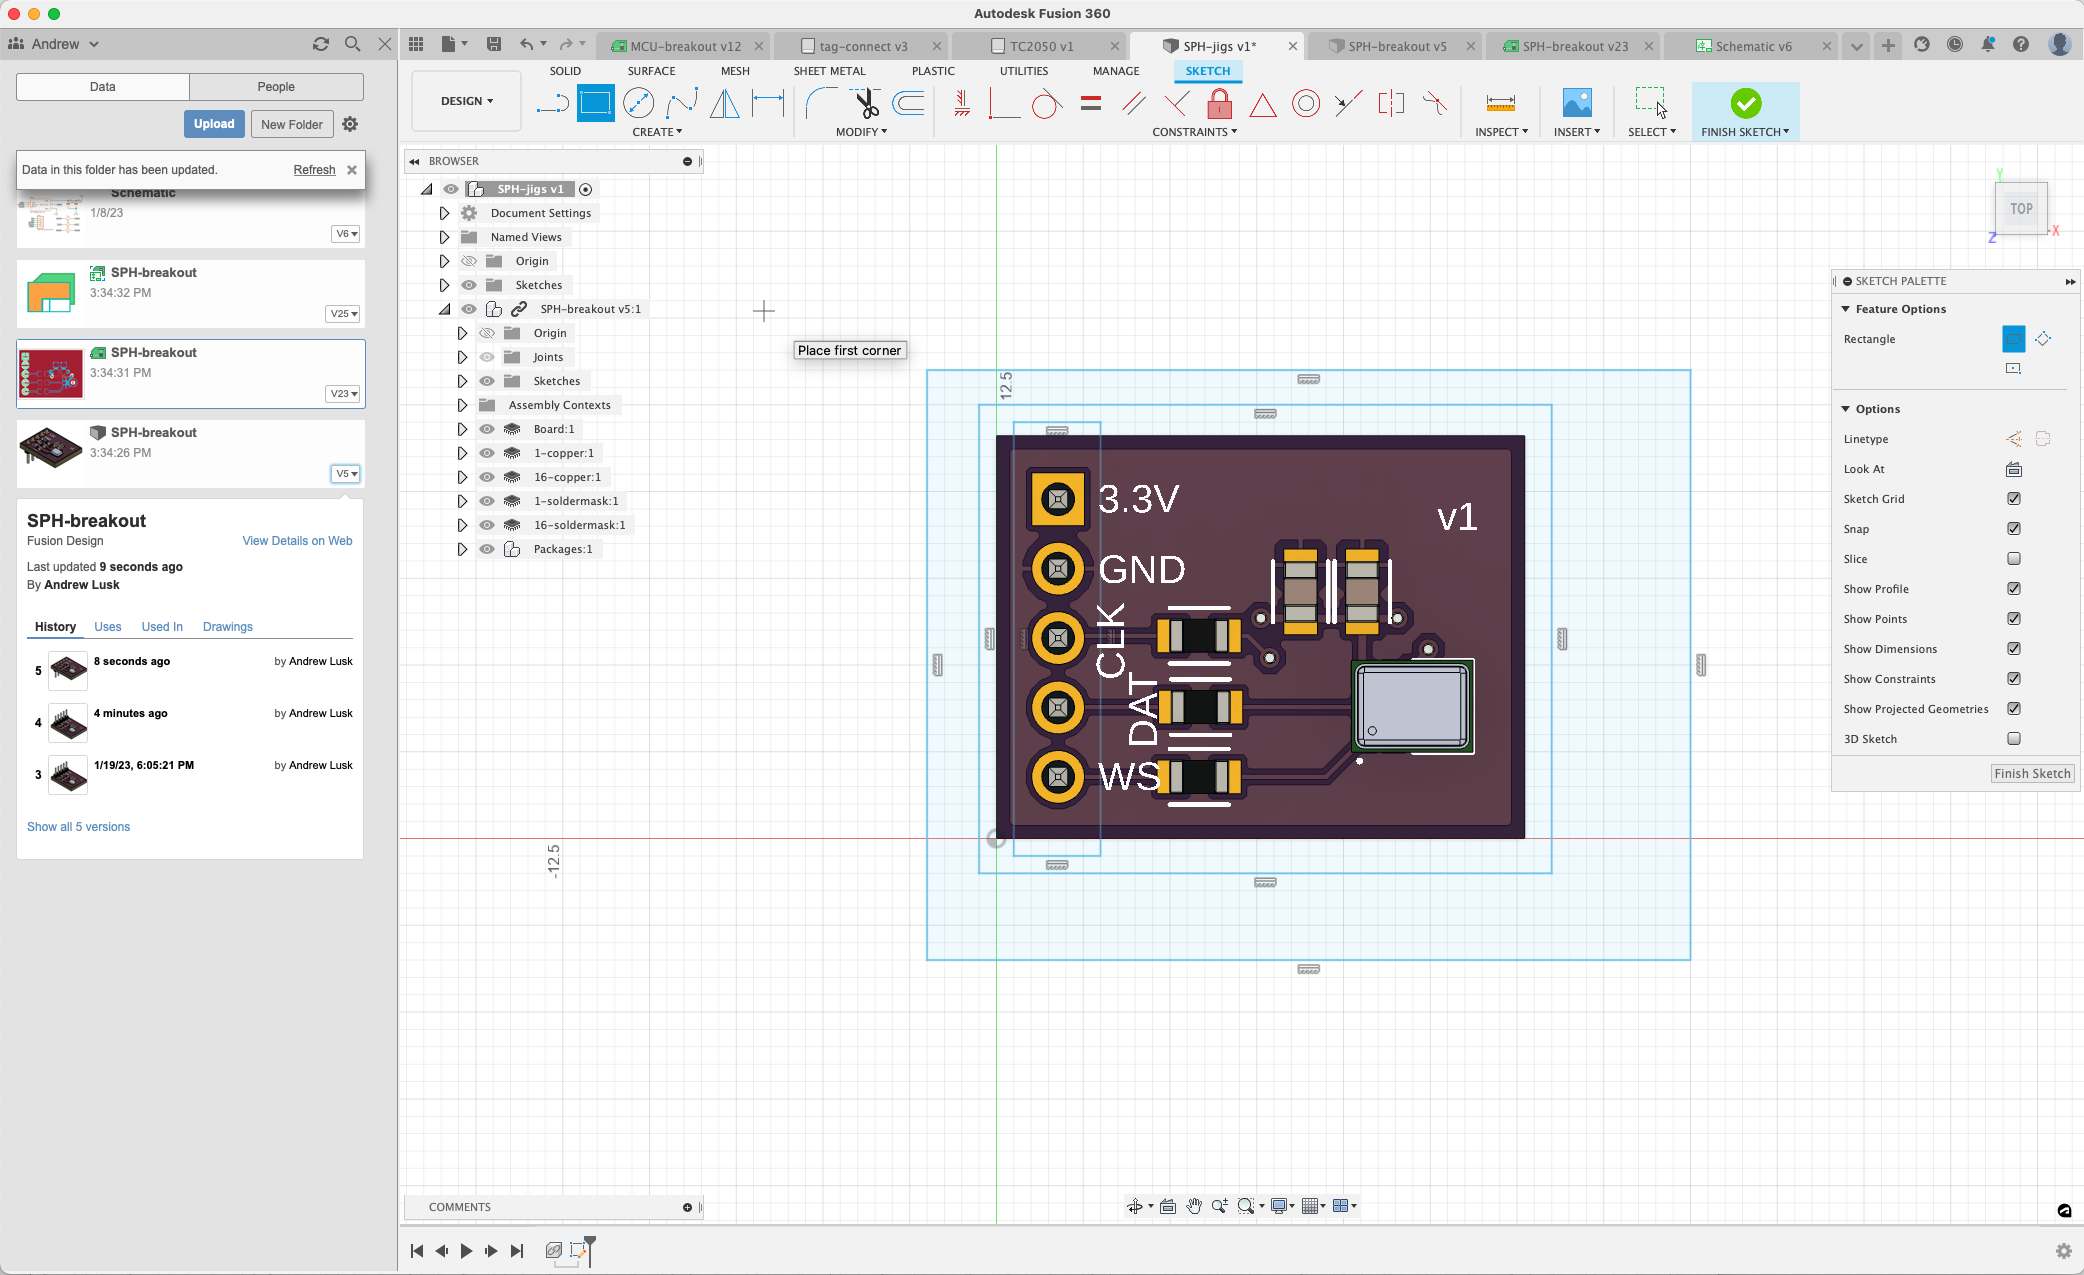 Autodesk Fusion 360
Andrew
MCU-breakout v12
tag-connect v3
TC2050 v1
SPH-jigs v1*
SPH-breakout v5
SPH-breakout v23
Schematic v6
Data
People
Upload
New Folder
Data in this folder has been updated.
Refresh
Schematic
1/8/23
V6
SPH-breakout
3:34:32 PM
V25
SPH-breakout
3:34:31 PM
V23
SPH-breakout
3:34:26 PM
V5
SPH-breakout
Fusion Design
View Details on Web
Last updated 9 seconds ago
By Andrew Lusk
History
Uses
Used In
Drawings
5
8 seconds ago
by Andrew Lusk
4
4 minutes ago
by Andrew Lusk
3
1/19/23, 6:05:21 PM
by Andrew Lusk
Show all 5 versions
DESIGN
SOLID
SURFACE
MESH
SHEET METAL
PLASTIC
UTILITIES
MANAGE
SKETCH
CREATE
MODIFY
CONSTRAINTS
INSPECT
INSERT
SELECT
FINISH SKETCH
BROWSER
SPH-jigs v1
Document Settings
Named Views
Origin
Sketches
SPH-breakout v5:1
Origin
Joints
Sketches
Assembly Contexts
Board:1
1-copper:1
16-copper:1
1-soldermask:1
16-soldermask:1
Packages:1
Place first corner
12.5
-12.5
3.3V
v1
GND
CLK
DAT
WS
Y
TOP
Z
X
SKETCH PALETTE
Feature Options
Rectangle
Options
Linetype
Look At
Sketch Grid
Snap
Slice
Show Profile
Show Points
Show Dimensions
Show Constraints
Show Projected Geometries
3D Sketch
Finish Sketch
COMMENTS